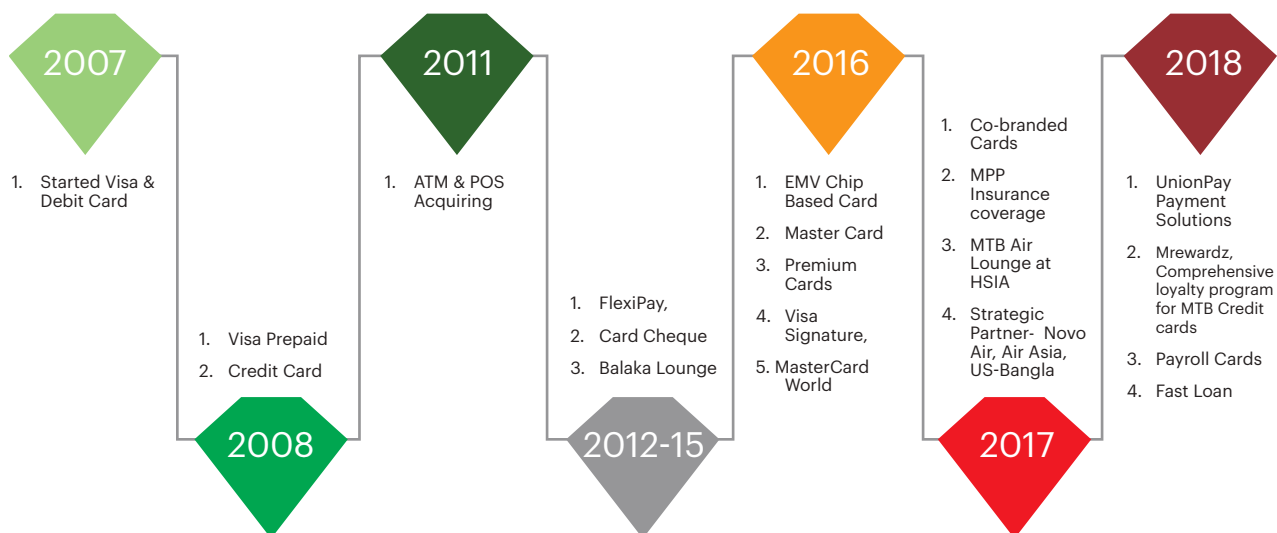 2007
1. Started Visa &
Debit Card
2008
1. Visa Prepaid
2. Credit Card
2011
1. ATM & POS
Acquiring
2012-15
1. FlexiPay,
2. Card Cheque
3. Balaka Lounge
2016
1. EMV Chip
Based Card
2. Master Card
3. Premium
Cards
4. Visa
Signature,
5. MasterCard
World
2017
1. Co-branded
Cards
2. MPP
Insurance
coverage
3. MTB Air
Lounge at
HSIA
4. Strategic
Partner- Novo
Air, Air Asia,
US-Bangla
2018
1. UnionPay
Payment
Solutions
2. Mrewardz,
Comprehensive
loyalty program
for MTB Credit
cards
3. Payroll Cards
4. Fast Loan